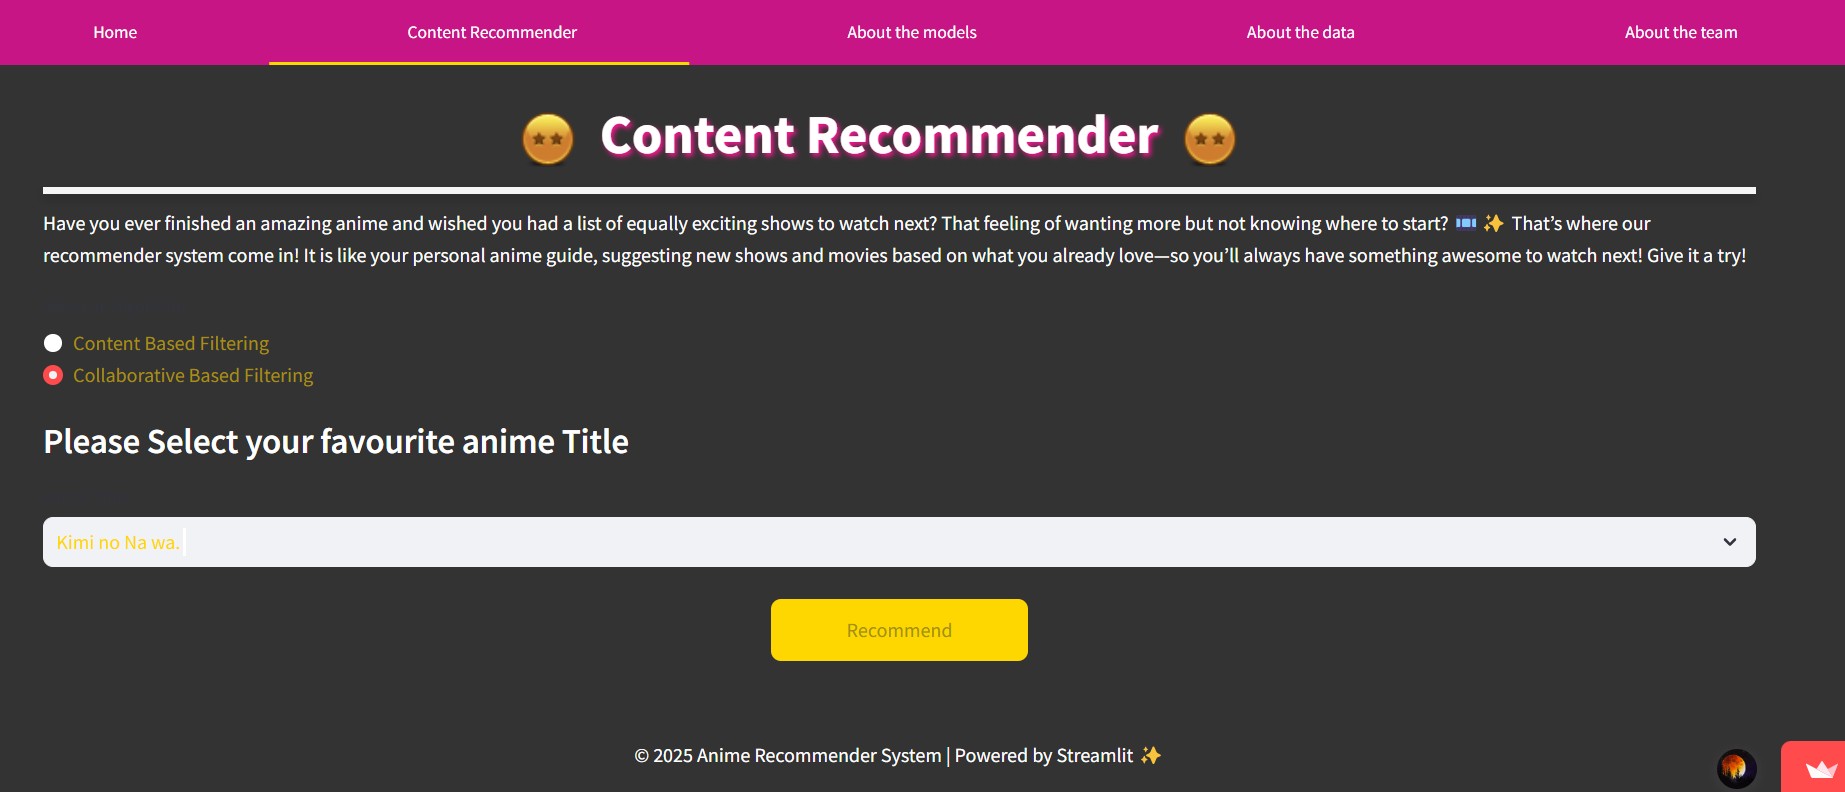 Home
Content Recommender
About the models
About the data
About the team
Content Recommender
Have you ever finished an amazing anime and wished you had a list of equally exciting shows to watch next? That feeling of wanting more but not knowing where to start? 🎞️ ✨ That’s where our
recommender system come in! It is like your personal anime guide, suggesting new shows and movies based on what you already love—so you’ll always have something awesome to watch next! Give it a try!
Content Based Filtering
Collaborative Based Filtering
Please Select your favourite anime Title
Kimi no Na wa.
Recommend
© 2025 Anime Recommender System | Powered by Streamlit ✨